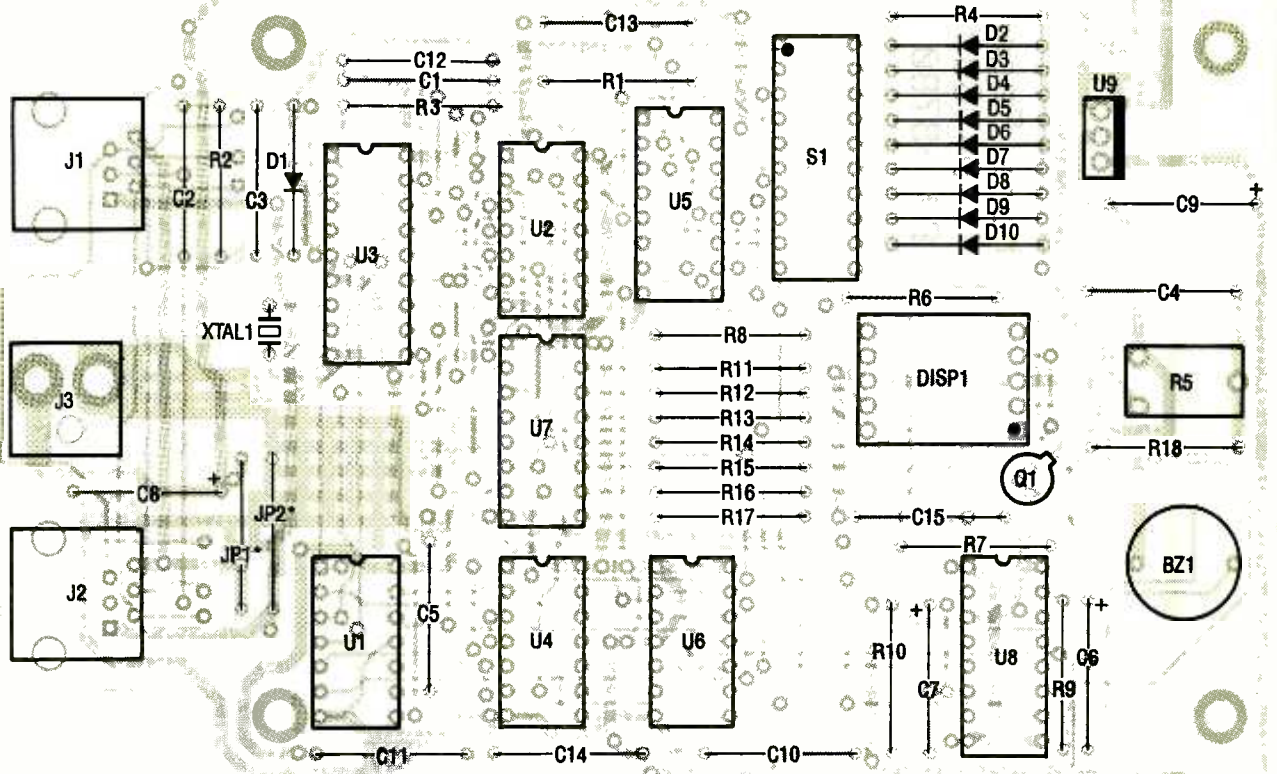 C13
R4
D2
C12
D3
C1
R1
D4
U9
R3
D5
D6
J1
R2
D1
S1
D7
D8
C2
C3
U5
D9
C9
+
U2
D10
U3
R6
C4
XTAL1
R8
R11
DISP1
R5
J3
R12
R13
U7
R14
R18
R15
+
Q1
C8
R16
JP2*
R17
C15
JP1*
R7
BZ1
J2
C5
+
+
U1
U4
U6
R10
U8
C6
C7
R9
C11
C14
C10